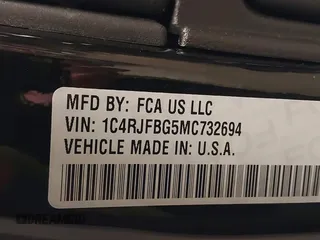 MFD BY: FCA US LLC
VIN: 1C4RJFBG5MC732694
VEHICLE MADE IN: U.S.A.